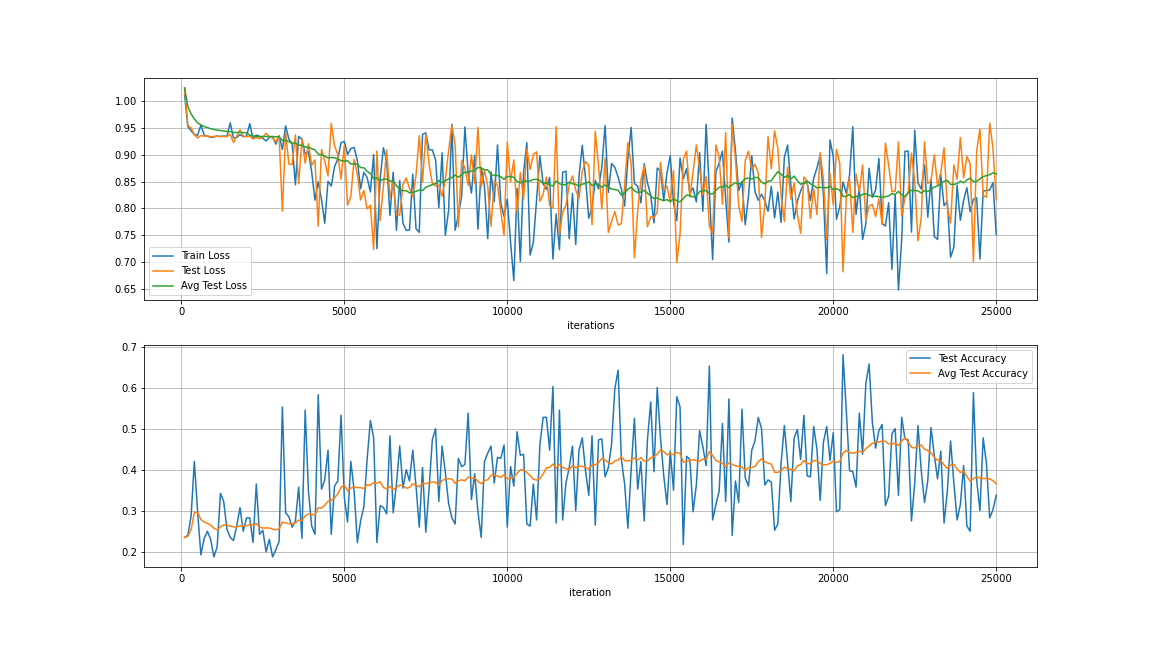 1.00
0.95
0.90
0.85
0.80
0.75
0.70
0.65
Train Loss
Test Loss
Avg Test Loss
0 5000 10000 15000 20000 25000
iterations
0.7
0.6
0.5
0.4
0.3
0.2
Test Accuracy
Avg Test Accuracy
0 5000 10000 15000 20000 25000
iteration